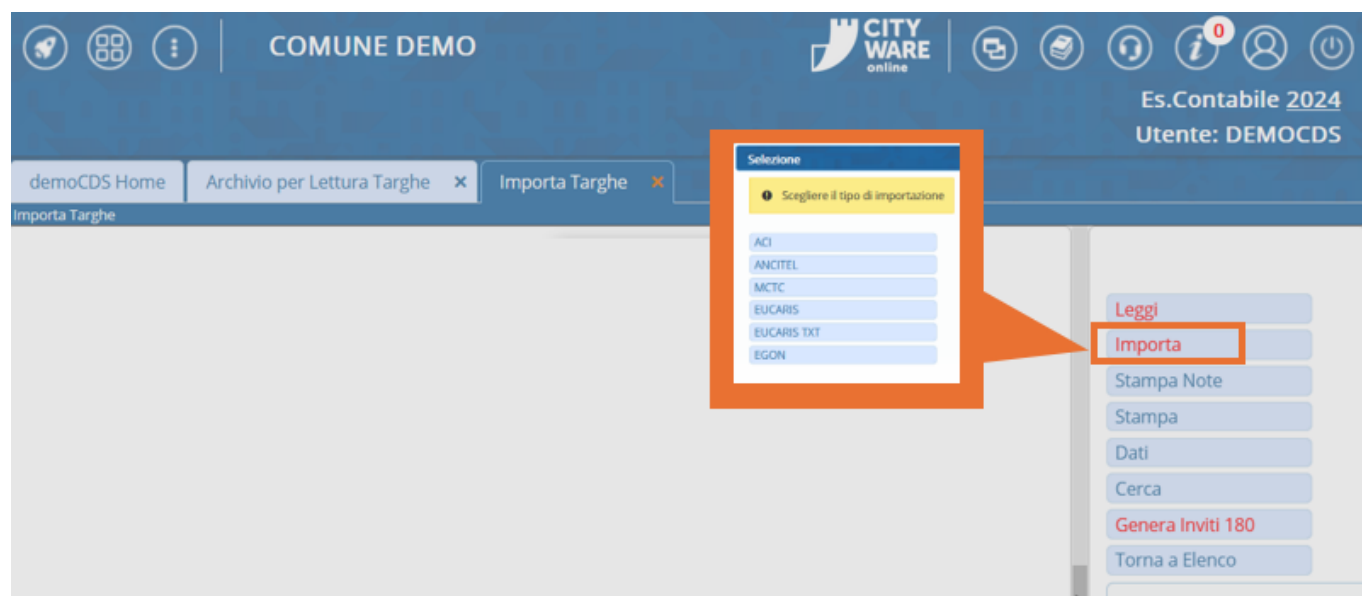 COMUNE DEMO
CITY
WARE
online
0
Es.Contabile 2024
Utente: DEMOCDS
demoCDS Home
Archivio per Lettura Targhe
Importa Targhe
Importa Targhe
Selezione
Scegliere il tipo di importazione
ACI
ANCITEL
MCTC
EUCARIS
EUCARIS TXT
EGON
Leggi
Importa
Stampa Note
Stampa
Dati
Cerca
Genera Inviti 180
Torna a Elenco